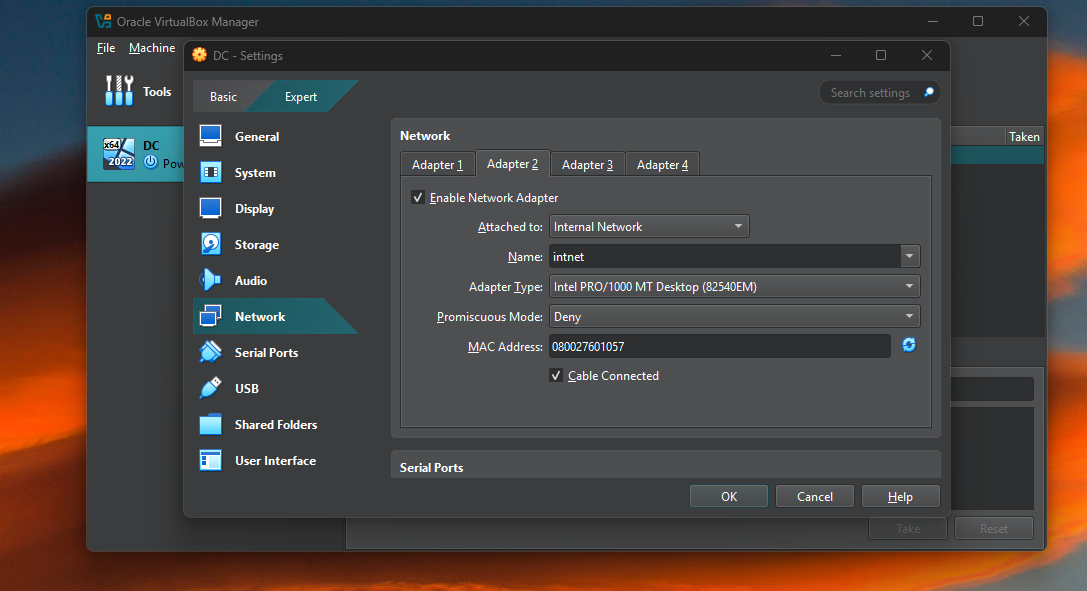 Oracle VirtualBox Manager
File Machine
DC - Settings
Tools
Basic Expert
Search settings
x64
2022
DC
Pow
General
System
Display
Storage
Audio
Network
Serial Ports
USB
Shared Folders
User Interface
Network
Adapter 1 Adapter 2 Adapter 3 Adapter 4
Enable Network Adapter
Attached to: Internal Network
Name: intnet
Adapter Type: Intel PRO/1000 MT Desktop (82540EM)
Promiscuous Mode: Deny
MAC Address: 080027601057
Cable Connected
Serial Ports
OK Cancel Help
Taken
Take Reset